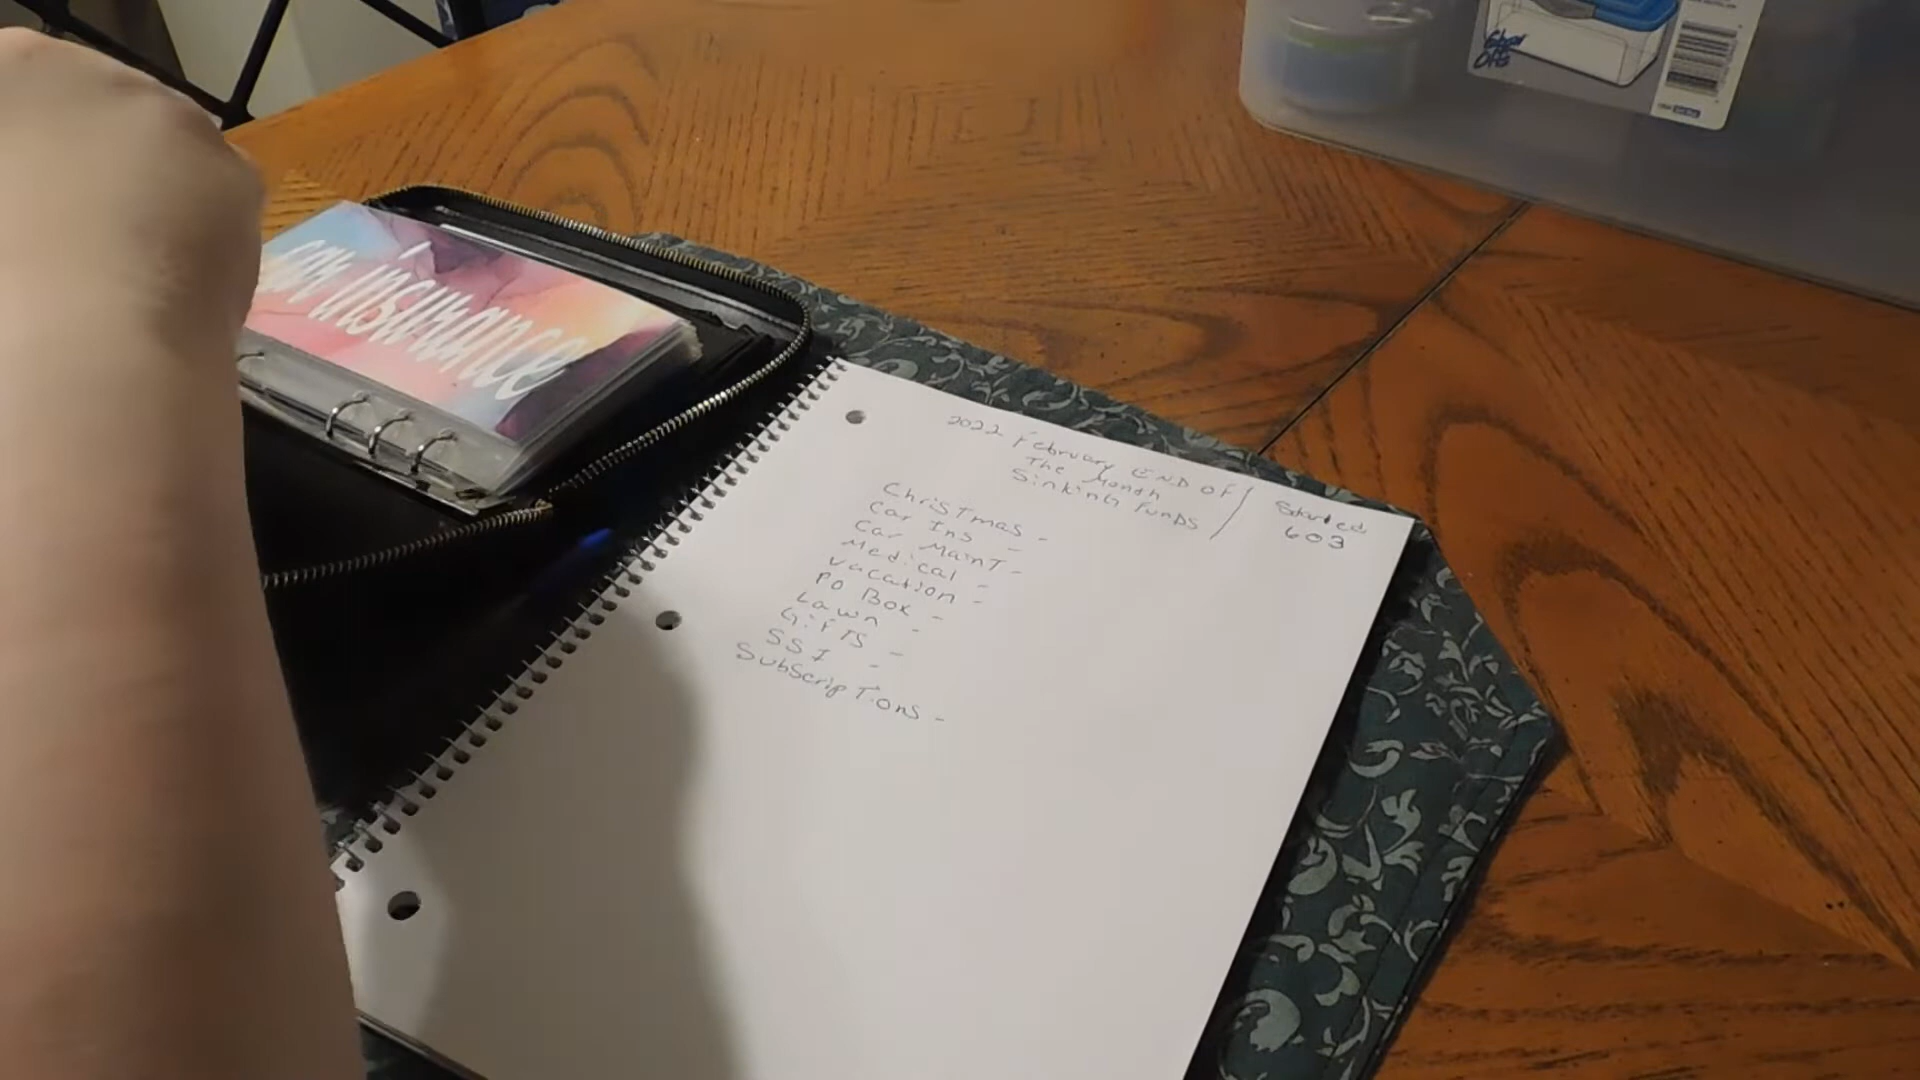 car insurance
2022 February END OF
The Month
Sinking Funds
Started
603
Christmas -
Car Ins -
Car MainT -
Medical -
Vacation -
PO Box -
Lawn -
GifTS -
SSI -
SubscripTions -